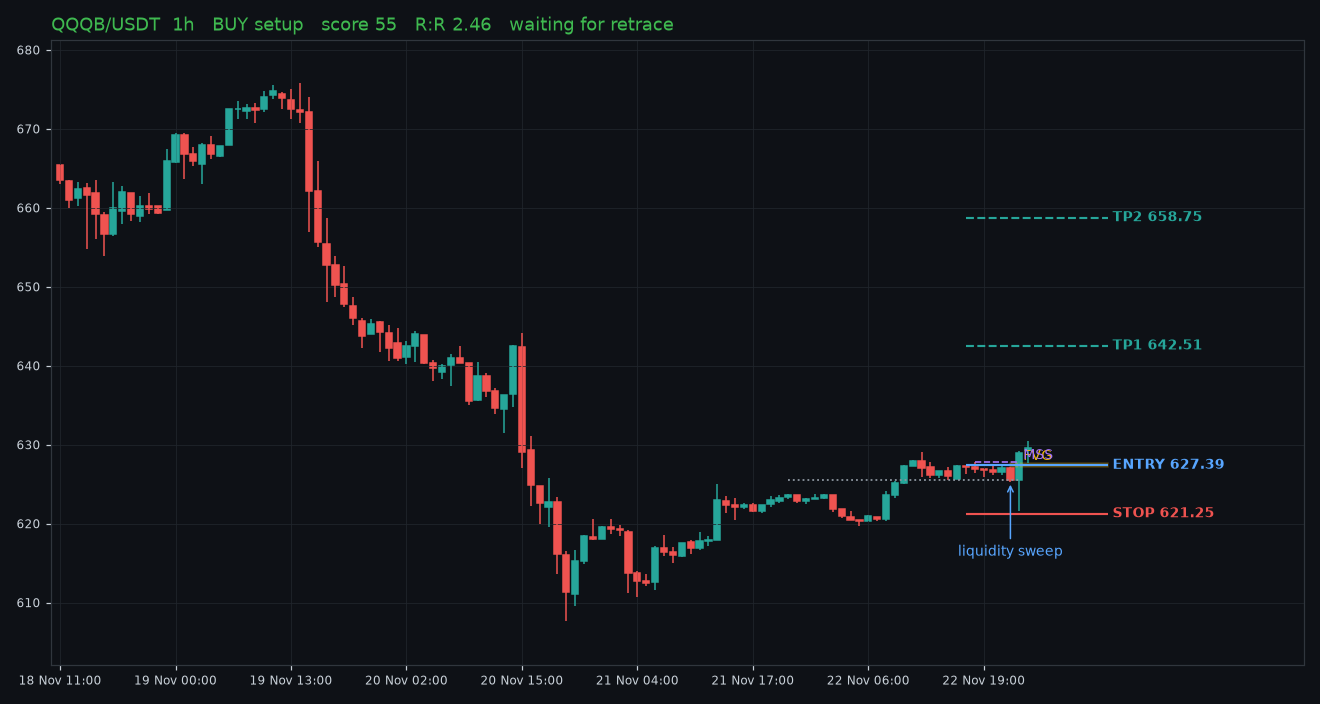 QQQB/USDT 1h BUY setup score 55 R:R 2.46 waiting for retrace
680
670
660
650
640
630
620
610
TP2 658.75
TP1 642.51
ENTRY 627.39
STOP 621.25
liquidity sweep
18 Nov 11:00
19 Nov 00:00
19 Nov 13:00
20 Nov 02:00
20 Nov 15:00
21 Nov 04:00
21 Nov 17:00
22 Nov 06:00
22 Nov 19:00